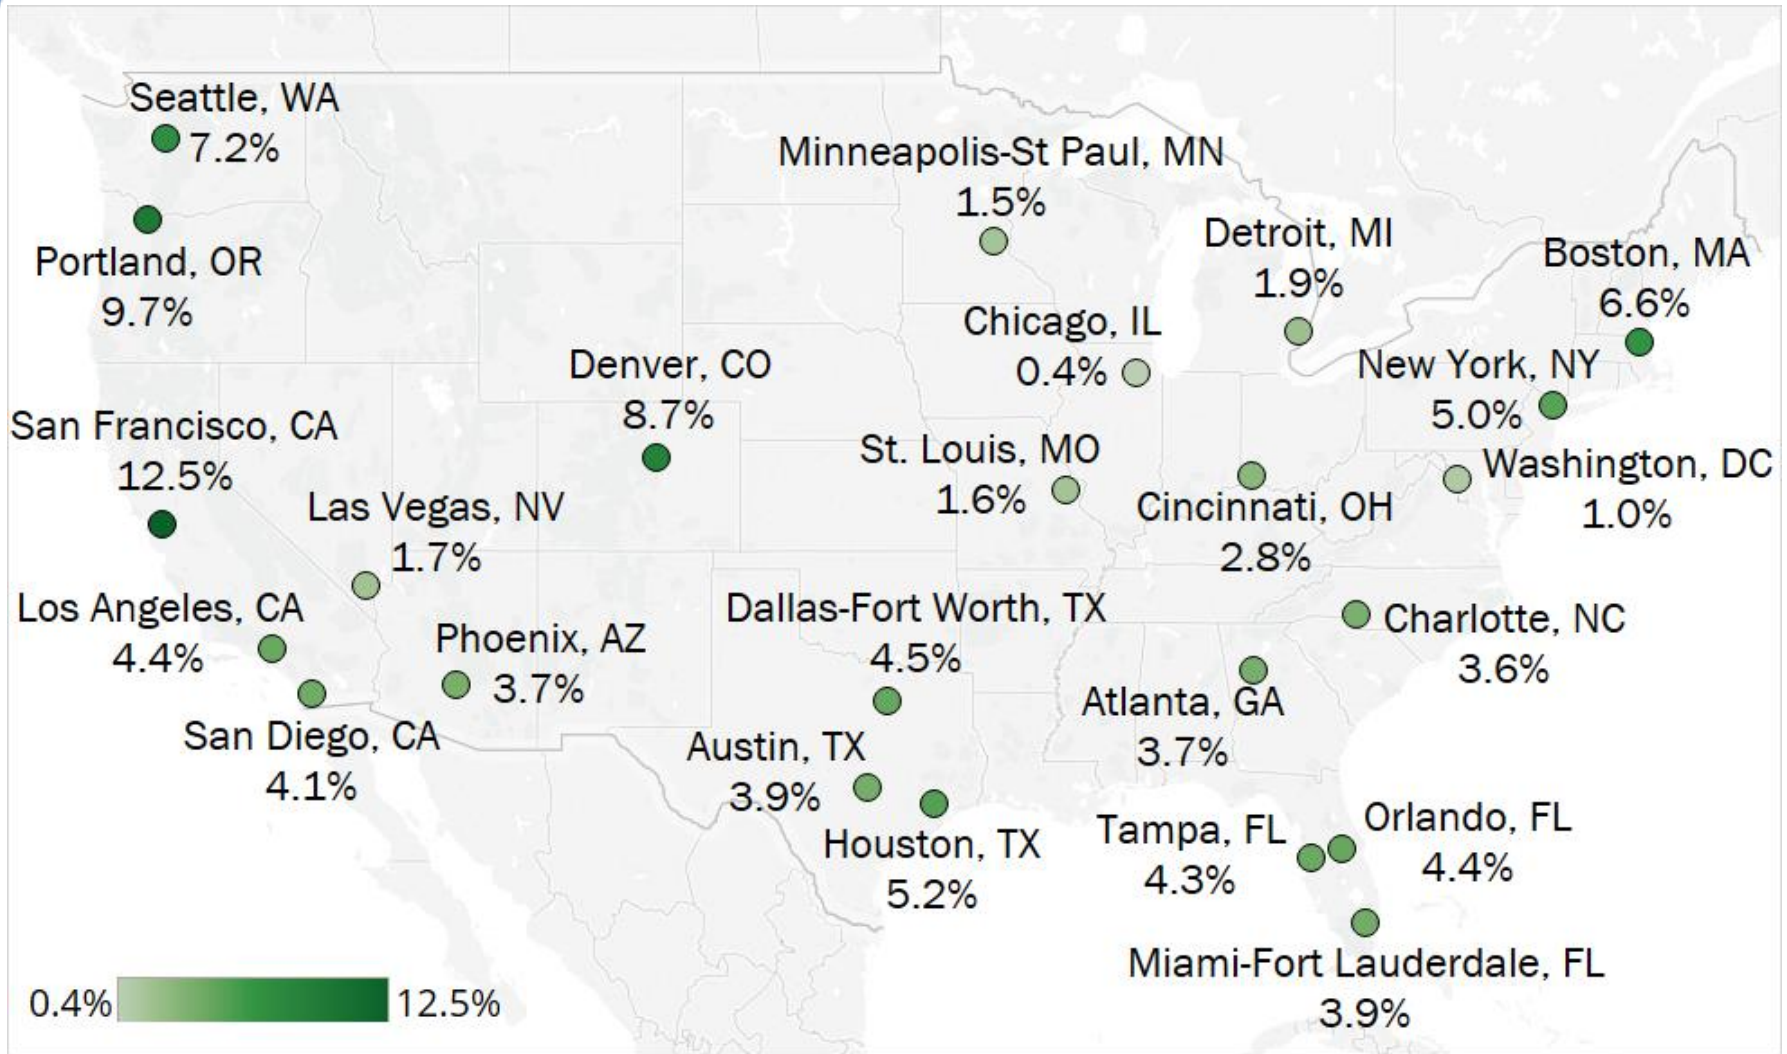 Seattle, WA
7.2%
Portland, OR
9.7%
San Francisco, CA
12.5%
Las Vegas, NV
1.7%
Los Angeles, CA
4.4%
San Diego, CA
4.1%
Phoenix, AZ
3.7%
Denver, CO
8.7%
Minneapolis-St Paul, MN
1.5%
Chicago, IL
0.4%
St. Louis, MO
1.6%
Detroit, MI
1.9%
Cincinnati, OH
2.8%
Boston, MA
6.6%
New York, NY
5.0%
Washington, DC
1.0%
Charlotte, NC
3.6%
Atlanta, GA
3.7%
Dallas-Fort Worth, TX
4.5%
Austin, TX
3.9%
Houston, TX
5.2%
Tampa, FL
4.3%
Orlando, FL
4.4%
Miami-Fort Lauderdale, FL
3.9%
0.4% 12.5%